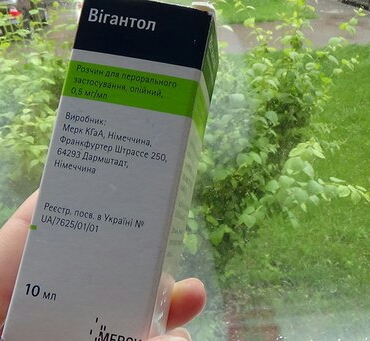 Вігантол
Розчин для перорального
застосування, олійний,
0,5 мг/мл
Виробник:
Мерк КГаА, Німеччина,
Франкфуртер Штрассе 250,
64293 Дармштадт,
Німеччина
Реєстр. посв. в Україні №
UA/7625/01/01
10 мл